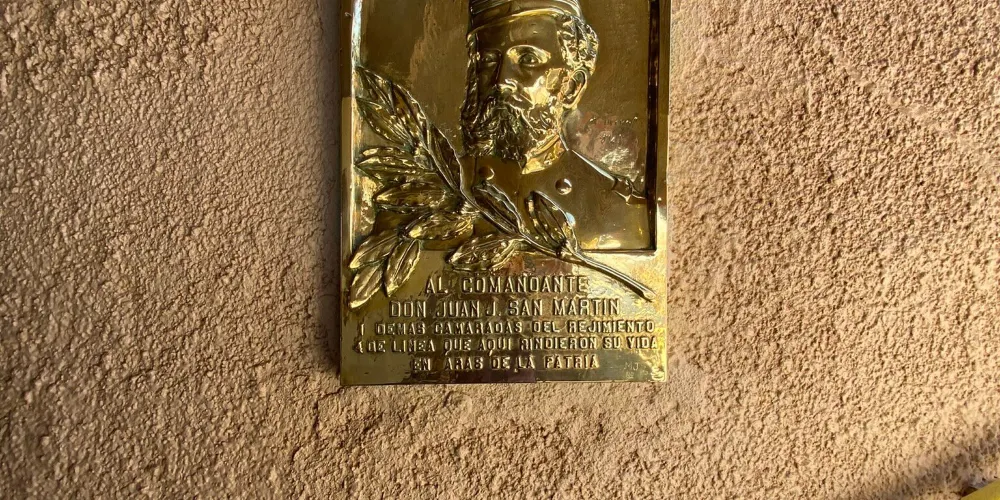 AL COMANDANTE
DON JUAN J. SAN MARTIN
I DEMAS CAMARADAS DEL REJIMIENTO
4 DE LINEA QUE AQUI RINDIERON SU VIDA
EN ARAS DE LA PATRIA